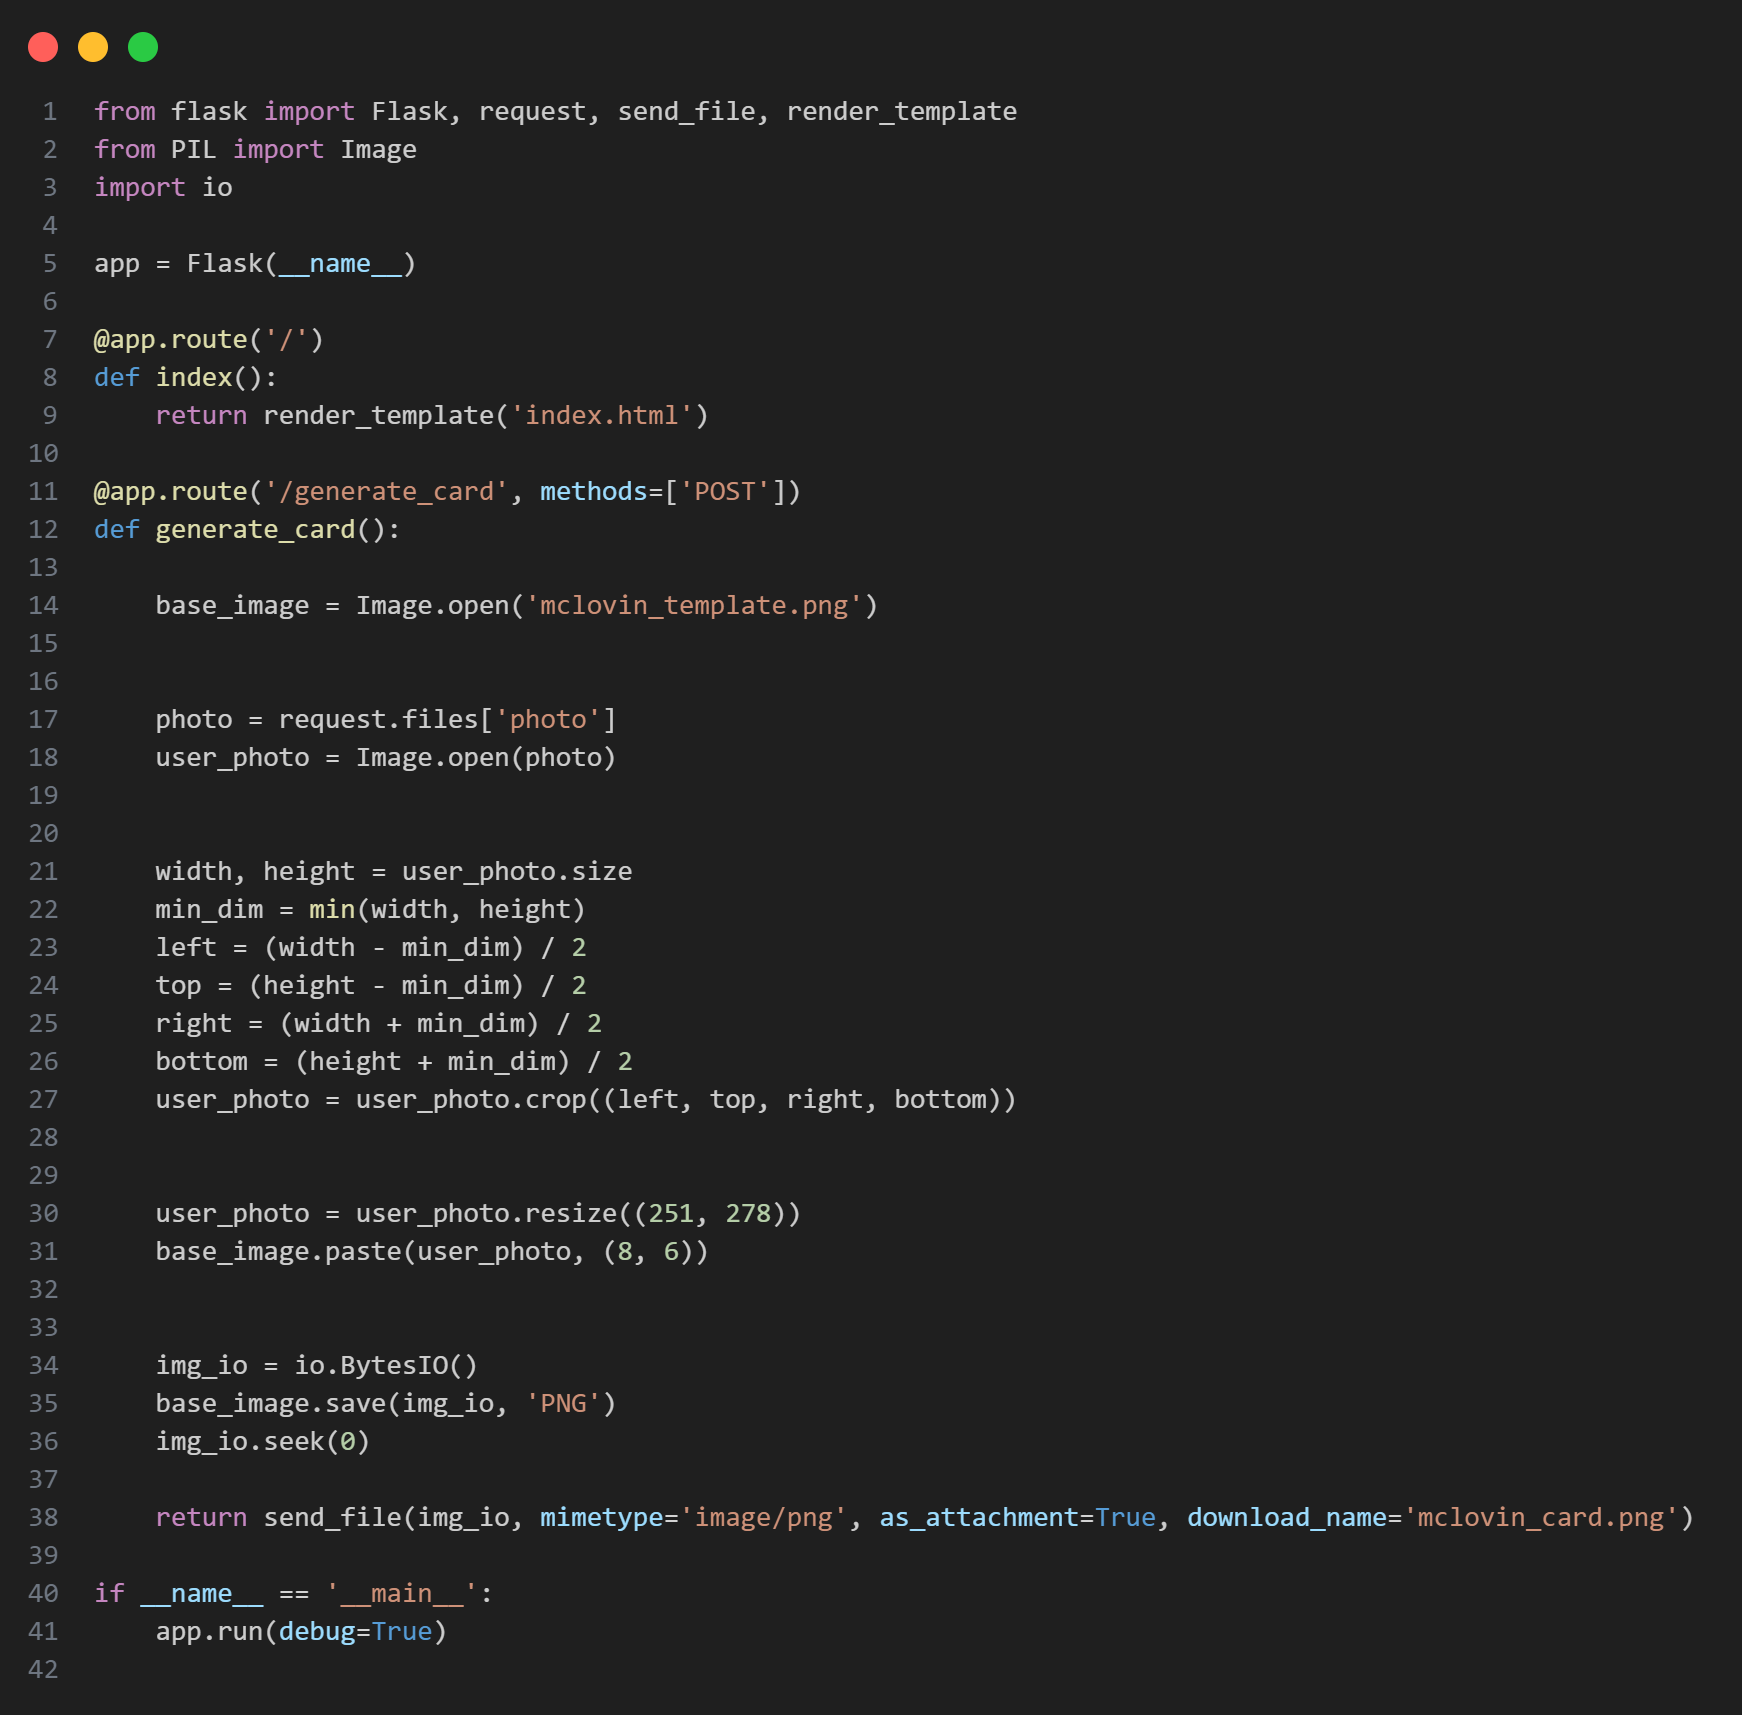 1 from flask import Flask, request, send_file, render_template
2 from PIL import Image
3 import io
4
5 app = Flask(__name__)
6
7 @app.route('/')
8 def index():
9     return render_template('index.html')
10
11 @app.route('/generate_card', methods=['POST'])
12 def generate_card():
13
14     base_image = Image.open('mclovin_template.png')
15
16
17     photo = request.files['photo']
18     user_photo = Image.open(photo)
19
20
21     width, height = user_photo.size
22     min_dim = min(width, height)
23     left = (width - min_dim) / 2
24     top = (height - min_dim) / 2
25     right = (width + min_dim) / 2
26     bottom = (height + min_dim) / 2
27     user_photo = user_photo.crop((left, top, right, bottom))
28
29
30     user_photo = user_photo.resize((251, 278))
31     base_image.paste(user_photo, (8, 6))
32
33
34     img_io = io.BytesIO()
35     base_image.save(img_io, 'PNG')
36     img_io.seek(0)
37
38     return send_file(img_io, mimetype='image/png', as_attachment=True, download_name='mclovin_card.png')
39
40 if __name__ == '__main__':
41     app.run(debug=True)
42